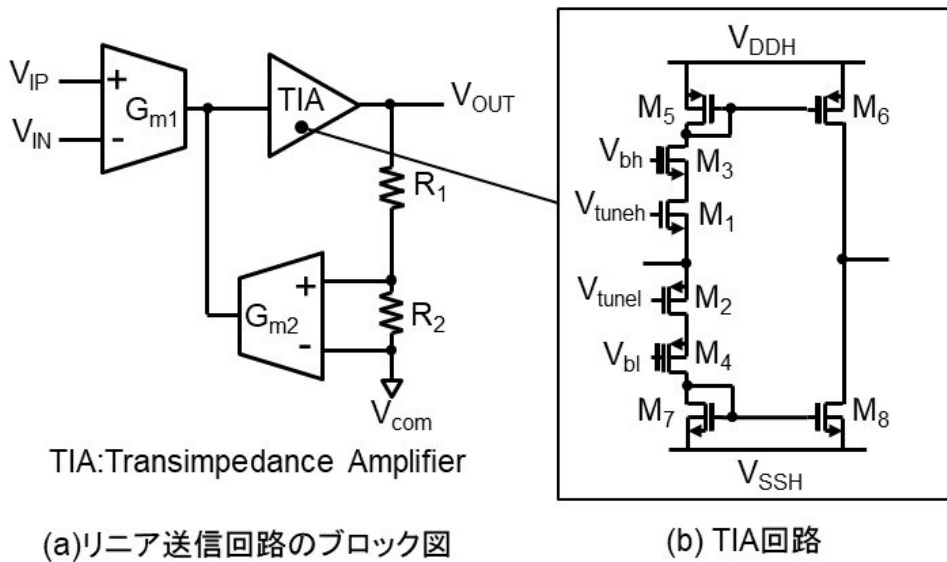 V_IP
V_IN
+
-
G_m1
TIA
V_OUT
R_1
+
-
G_m2
R_2
V_com
TIA:Transimpedance Amplifier
(a)リニア送信回路のブロック図
V_DDH
M_5
M_6
V_bh
M_3
V_tuneh
M_1
V_tunel
M_2
V_bl
M_4
M_7
M_8
V_SSH
(b) TIA回路